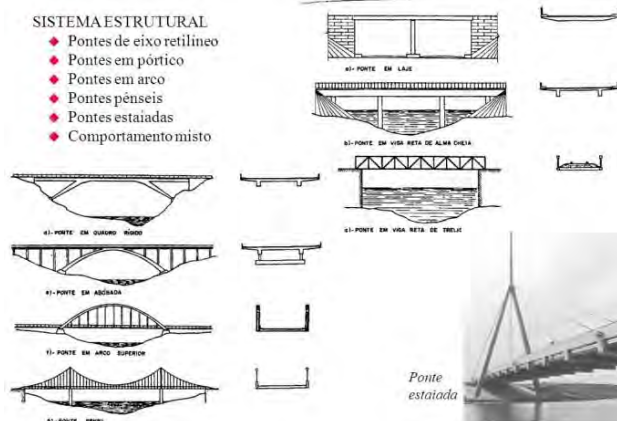 SISTEMA ESTRUTURAL
Pontes de eixo retilíneo
Pontes em pórtico
Pontes em arco
Pontes pênseis
Pontes estaiadas
Comportamento misto
a)- PONTE EM LAJE
b)- PONTE EM VIGA RETA DE ALMA CHEIA
c)- PONTE EM VIGA RETA DE TRELIÇ
d)- PONTE EM QUADRO RÍGIDO
e)- PONTE EM ABÓBADA
f)- PONTE EM ARCO SUPERIOR
Ponte
estaiada